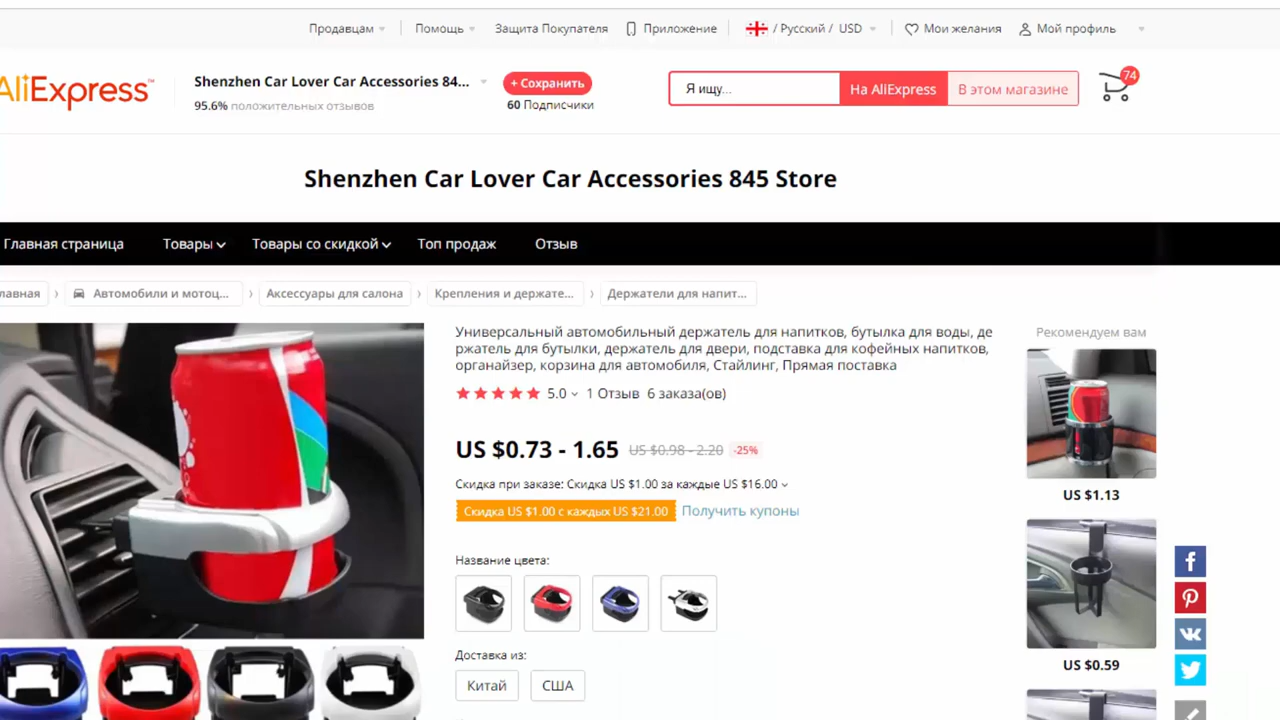 Продавцам
Помощь
Защита Покупателя
Приложение
/ Русский / USD
Мои желания
Мой профиль
AliExpress™
Shenzhen Car Lover Car Accessories 84...
+ Сохранить
95.6% положительных отзывов
60 Подписчики
Я ищу...
На AliExpress
В этом магазине
74
Shenzhen Car Lover Car Accessories 845 Store
Главная страница
Товары
Товары со скидкой
Топ продаж
Отзыв
лавная
Автомобили и мотоц...
Аксессуары для салона
Крепления и держате...
Держатели для напит...
Универсальный автомобильный держатель для напитков, бутылка для воды, де
ржатель для бутылки, держатель для двери, подставка для кофейных напитков,
органайзер, корзина для автомобиля, Стайлинг, Прямая поставка
5.0
1 Отзыв
6 заказа(ов)
US $0.73 - 1.65
US $0.98 - 2.20
-25%
Скидка при заказе: Скидка US $1.00 за каждые US $16.00
Скидка US $1.00 с каждых US $21.00
Получить купоны
Название цвета:
Доставка из:
Китай
США
Рекомендуем вам
US $1.13
US $0.59